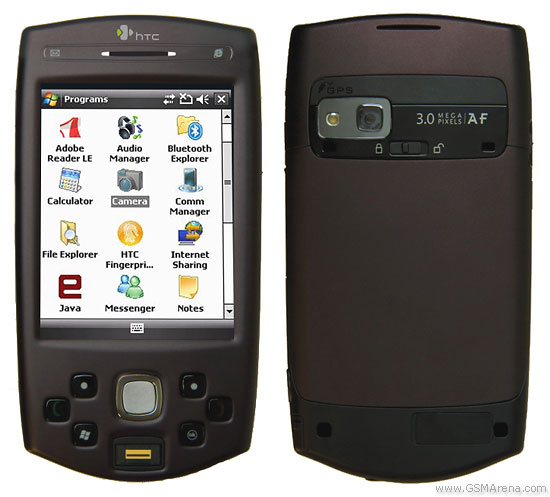 hTC
Programs
Adobe Reader LE
Audio Manager
Bluetooth Explorer
Calculator
Camera
Comm Manager
File Explorer
HTC Fingerpri...
Internet Sharing
Java
Messenger
Notes
ok
GPS
3.0 MEGA PIXELS AF
www.GSMArena.com